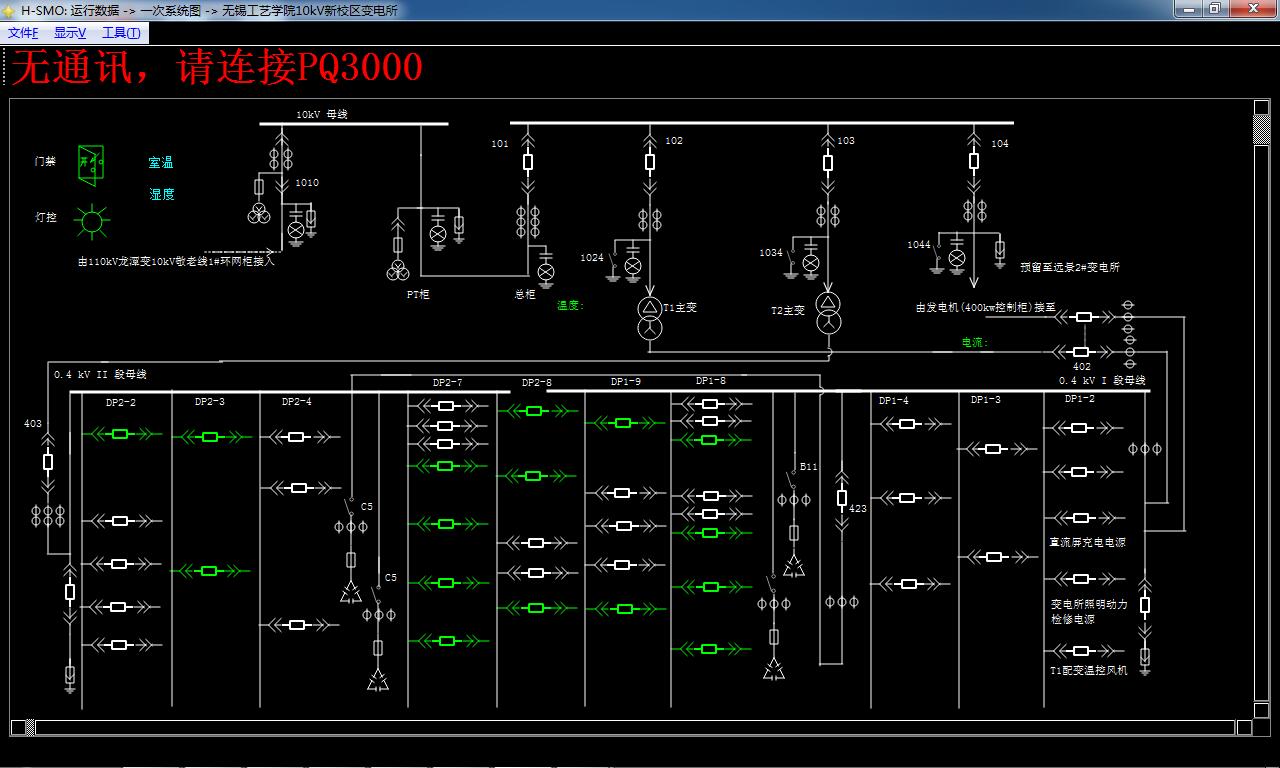 H-SMO: 运行数据 -> 一次系统图 -> 无锡工艺学院10kV新校区变电所
文件F 显示V 工具(T)
无通讯，请连接PQ3000
10kV 母线
101
102
103
104
门禁
开
室温
1010
湿度
灯控
由110kV龙潭变10kV敬老线1#环网柜接入
1024
1034
1044
预留至远景2#变电所
PT柜
总柜
温度:
T1主变
T2主变
由发电机(400kw控制柜)接至
电流:
402
0.4 kV II 段母线
0.4 kV I 段母线
DP2-7
DP2-8
DP1-9
DP1-8
DP2-2
DP2-3
DP2-4
DP1-4
DP1-3
DP1-2
403
B11
C5
423
直流屏充电电源
C5
变电所照明动力
检修电源
T1配变温控风机